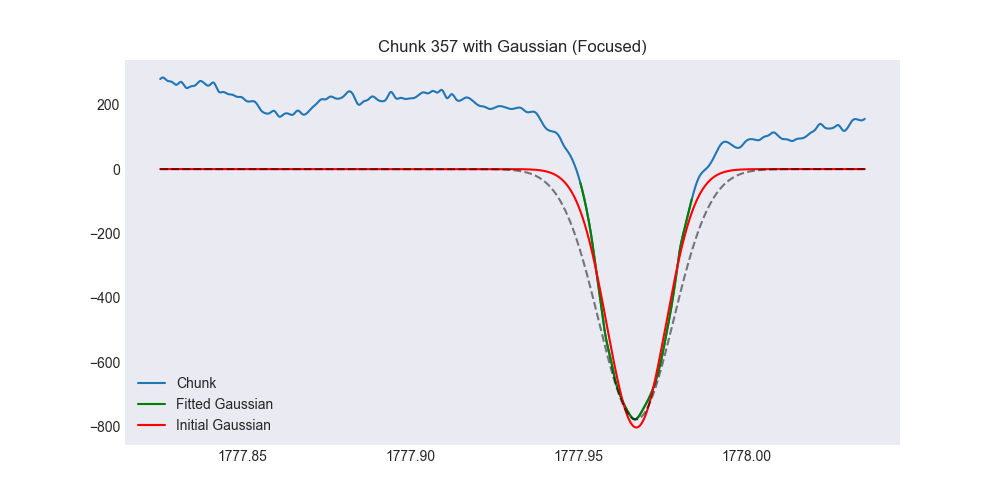 Chunk 357 with Gaussian (Focused)
200
0
−200
−400
−600
−800
Chunk
Fitted Gaussian
Initial Gaussian
1777.85 1777.90 1777.95 1778.00